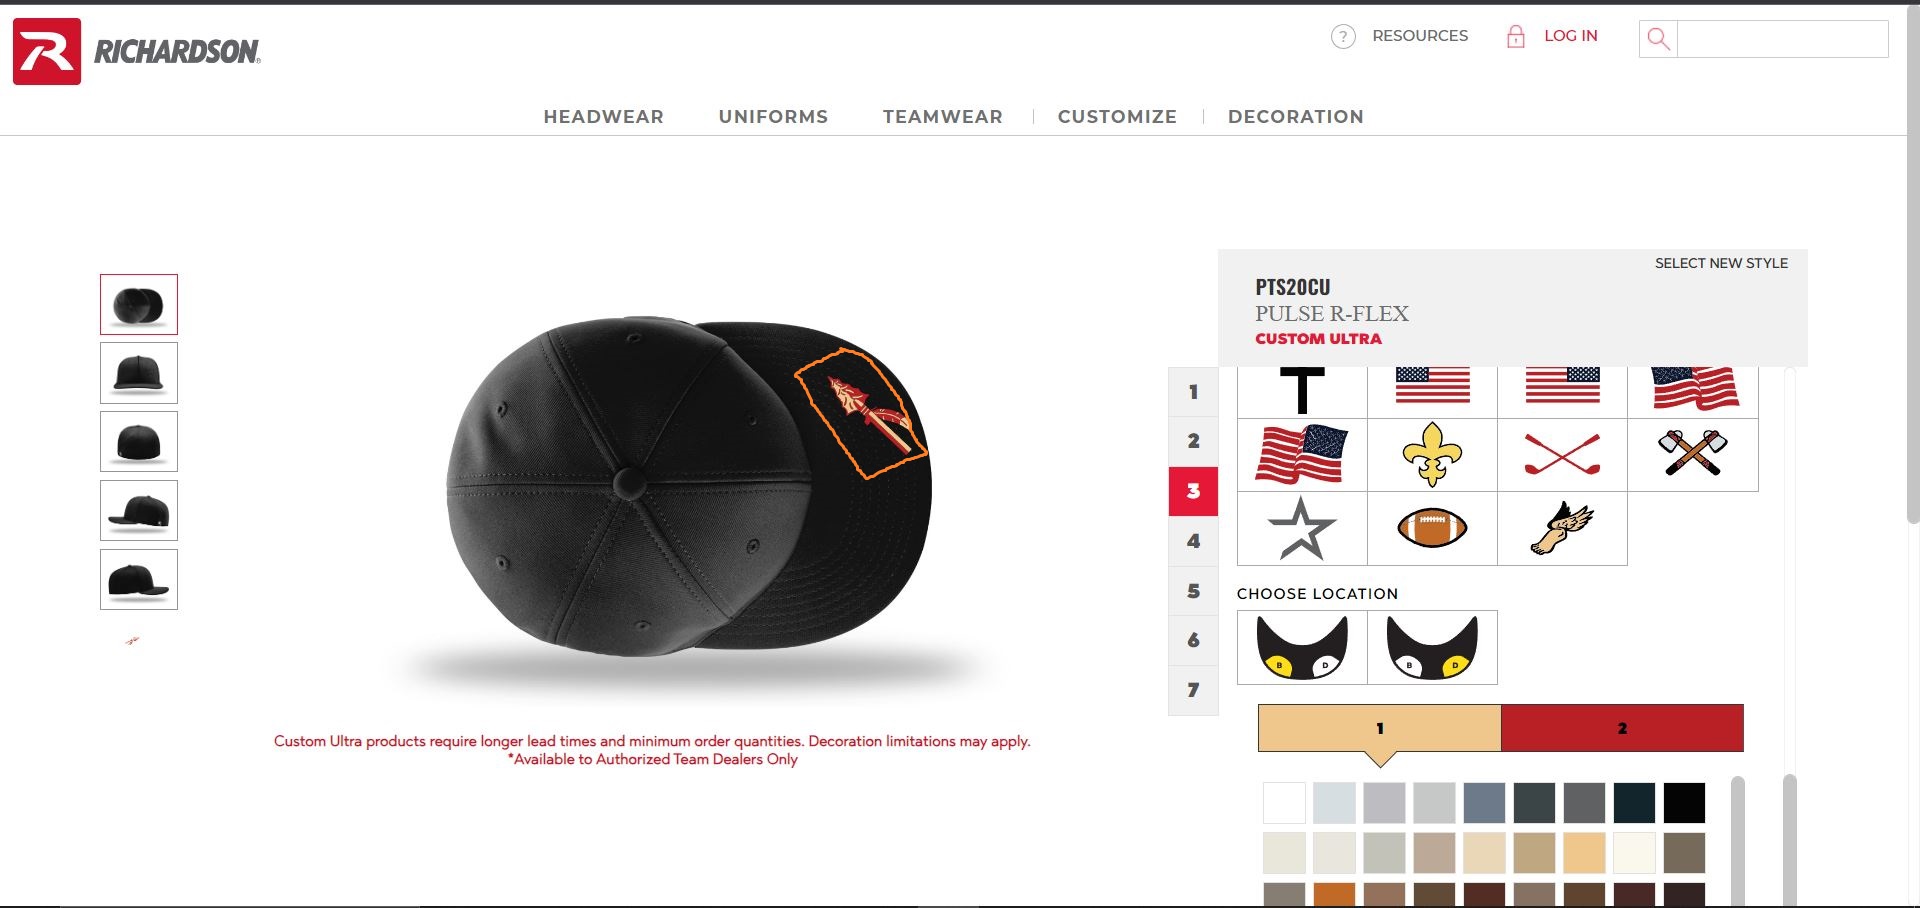 RICHARDSON®
? RESOURCES
LOG IN
HEADWEAR
UNIFORMS
TEAMWEAR
CUSTOMIZE
DECORATION
SELECT NEW STYLE
PTS20CU
PULSE R-FLEX
CUSTOM ULTRA
1
2
3
4
5
6
7
CHOOSE LOCATION
B D
B D
1 2
Custom Ultra products require longer lead times and minimum order quantities. Decoration limitations may apply.
*Available to Authorized Team Dealers Only